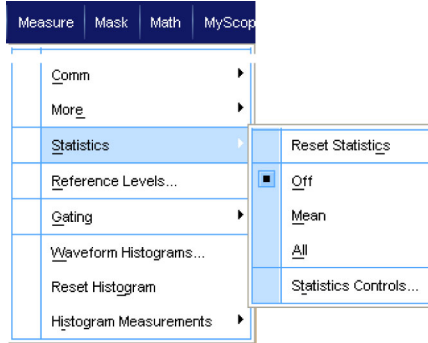 Measure Mask Math MyScop
Comm
More
Statistics
Reference Levels...
Gating
Waveform Histograms...
Reset Histogram
Histogram Measurements
Reset Statistics
Off
Mean
All
Statistics Controls...